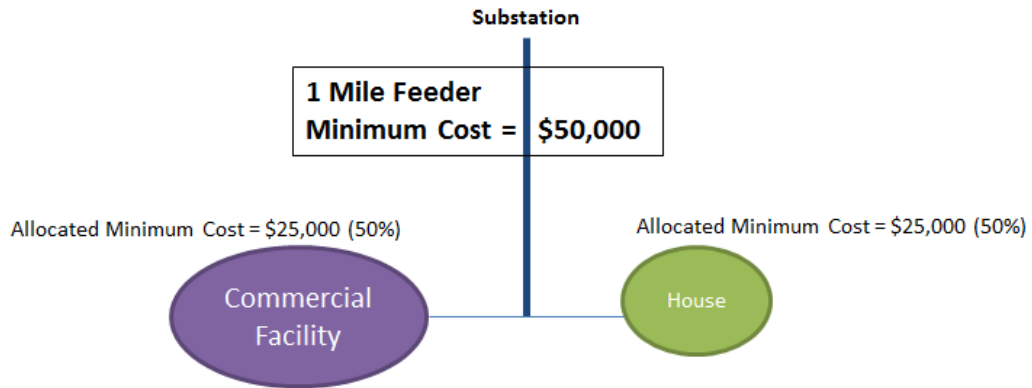 Substation
1 Mile Feeder
Minimum Cost = $50,000
Allocated Minimum Cost = $25,000 (50%)
Allocated Minimum Cost = $25,000 (50%)
Commercial
Facility
House